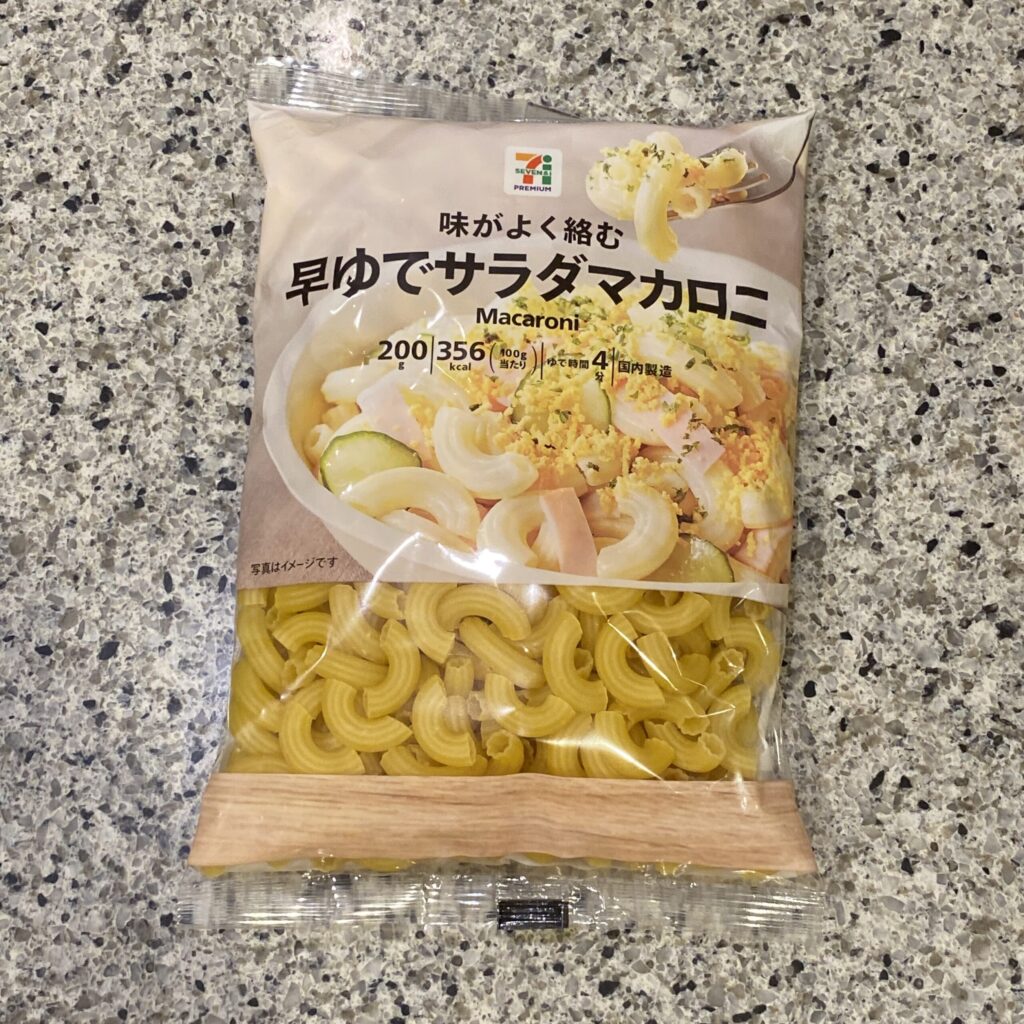 SEVEN&i
PREMIUM
味がよく絡む
早ゆでサラダマカロニ
Macaroni
200g 356kcal (100g当たり) ゆで時間4分 国内製造
写真はイメージです